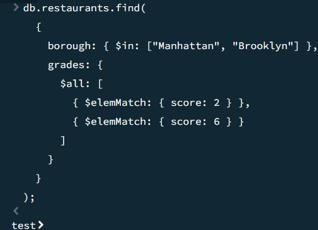 > db.restaurants.find(
{
borough: { $in: ["Manhattan", "Brooklyn"] },
grades: {
$all: [
{ $elemMatch: { score: 2 } },
{ $elemMatch: { score: 6 } }
]
}
}
);
<
test>